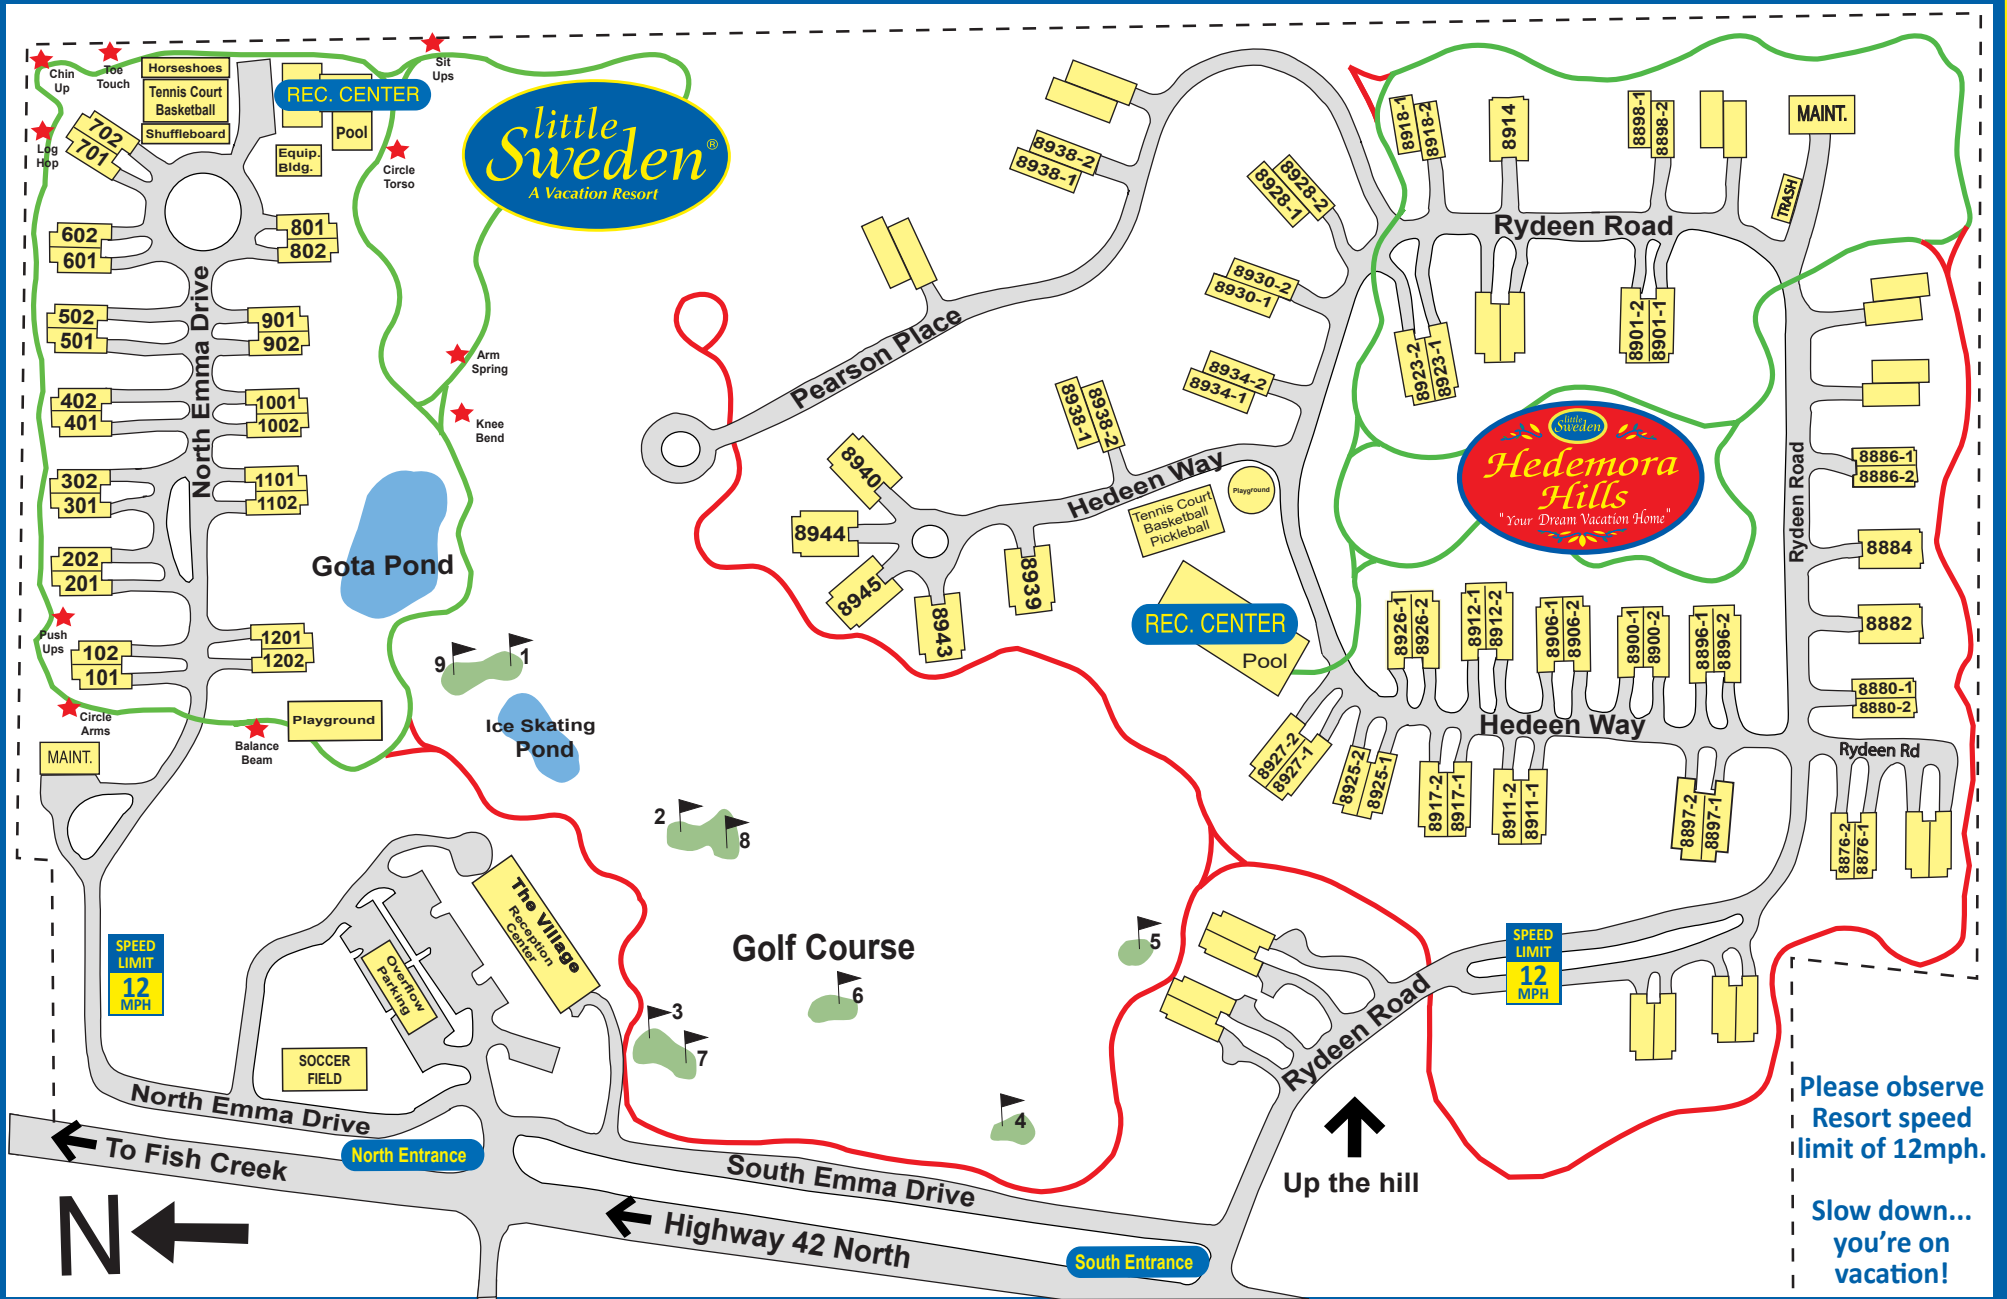 Chin
Up
Toe
Touch
Horseshoes
Tennis Court
Basketball
Shuffleboard
REC. CENTER
Pool
Equip.
Bldg.
Sit
Ups
Circle
Torso
Log
Hop
little
Sweden®
A Vacation Resort
702
701
602
601
801
802
502
501
901
902
402
401
1001
1002
302
301
1101
1102
202
201
102
101
1201
1202
North Emma Drive
Arm
Spring
Knee
Bend
Gota Pond
Push
Ups
Circle
Arms
Balance
Beam
Playground
MAINT.
9
1
Ice Skating
Pond
2
8
Golf Course
5
6
3
7
4
The Village
Reception
Center
Overflow
Parking
SOCCER
FIELD
SPEED
LIMIT
12
MPH
North Emma Drive
To Fish Creek
North Entrance
South Emma Drive
Highway 42 North
South Entrance
N
Pearson Place
8938-2
8938-1
8928-2
8928-1
8930-2
8930-1
8934-2
8934-1
8938-1
8938-2
Hedeen Way
8940
8944
8945
8943
8939
Tennis Court
Basketball
Pickleball
Playground
REC. CENTER
Pool
8918-1
8918-2
8914
8898-1
8898-2
MAINT.
TRASH
Rydeen Road
8923-2
8923-1
8901-2
8901-1
little
Sweden
Hedemora
Hills
"Your Dream Vacation Home"
Rydeen Road
8886-1
8886-2
8884
8882
8880-1
8880-2
8926-1
8926-2
8912-1
8912-2
8906-1
8906-2
8900-1
8900-2
8896-1
8896-2
Hedeen Way
8927-2
8927-1
8925-2
8925-1
8917-2
8917-1
8911-2
8911-1
8897-2
8897-1
Rydeen Rd
8876-2
8876-1
SPEED
LIMIT
12
MPH
Rydeen Road
Up the hill
Please observe
Resort speed
limit of 12mph.
Slow down...
you're on
vacation!